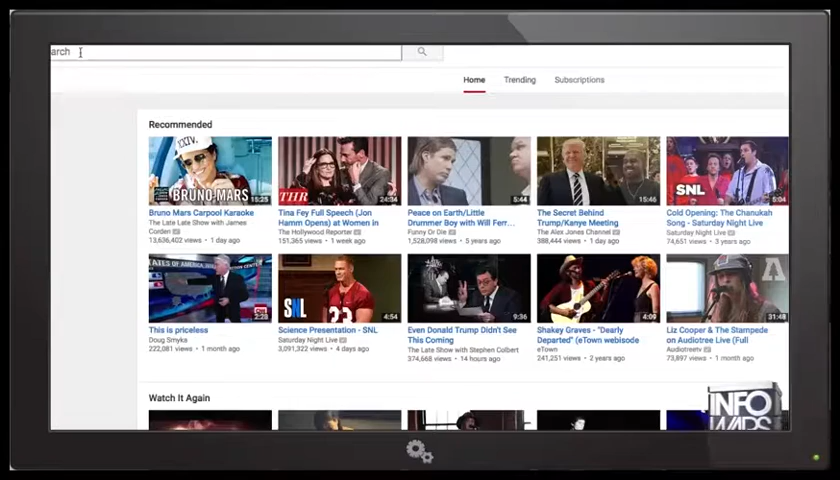 arch
Home Trending Subscriptions
Recommended
XXIV.
BRUNO MARS 15:25
THR 24:34
5:44
15:46
SNL 5:04
Bruno Mars Carpool Karaoke
The Late Late Show with James
Corden
13,636,402 views • 1 day ago
Tina Fey Full Speech (Jon
Hamm Opens) at Women in
The Hollywood Reporter
151,365 views • 1 week ago
Peace on Earth/Little
Drummer Boy with Will Ferr...
Funny Or Die
1,528,098 views • 5 years ago
The Secret Behind
Trump/Kanye Meeting
The Alex Jones Channel
388,444 views • 1 day ago
Cold Opening: The Chanukah
Song - Saturday Night Live
Saturday Night Live
74,651 views • 3 years ago
2:28
SNL 4:54
9:36
4:09
31:48
This is priceless
Doug Smyks
222,081 views • 1 month ago
Science Presentation - SNL
Saturday Night Live
3,091,322 views • 4 days ago
Even Donald Trump Didn't See
This Coming
The Late Show with Stephen Colbert
374,668 views • 14 hours ago
Shakey Graves - "Dearly
Departed" (eTown webisode
eTown
241,251 views • 2 years ago
Liz Cooper & The Stampede
on Audiotree Live (Full
Audiotreetv
73,897 views • 1 month ago
Watch It Again
INFO
WARS